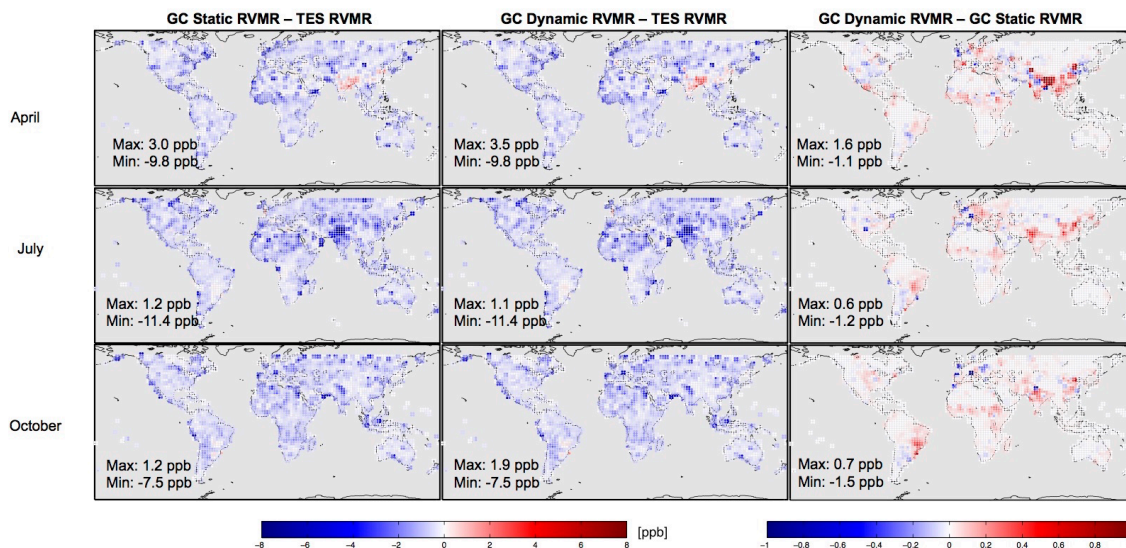 GC Static RVMR – TES RVMR
GC Dynamic RVMR – TES RVMR
GC Dynamic RVMR – GC Static RVMR
April
Max: 3.0 ppb
Min: -9.8 ppb
Max: 3.5 ppb
Min: -9.8 ppb
Max: 1.6 ppb
Min: -1.1 ppb
July
Max: 1.2 ppb
Min: -11.4 ppb
Max: 1.1 ppb
Min: -11.4 ppb
Max: 0.6 ppb
Min: -1.2 ppb
October
Max: 1.2 ppb
Min: -7.5 ppb
Max: 1.9 ppb
Min: -7.5 ppb
Max: 0.7 ppb
Min: -1.5 ppb
[ppb]
−8 −6 −4 −2 0 2 4 6 8
−1 −0.8 −0.6 −0.4 −0.2 0 0.2 0.4 0.6 0.8